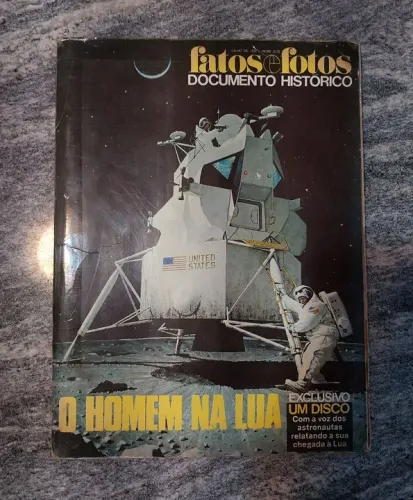 fatos e fotos
DOCUMENTO HISTÓRICO
UNITED
STATES
O HOMEM NA LUA
EXCLUSIVO
UM DISCO
Com a voz dos
astronautas
relatando a sua
chegada à Lua